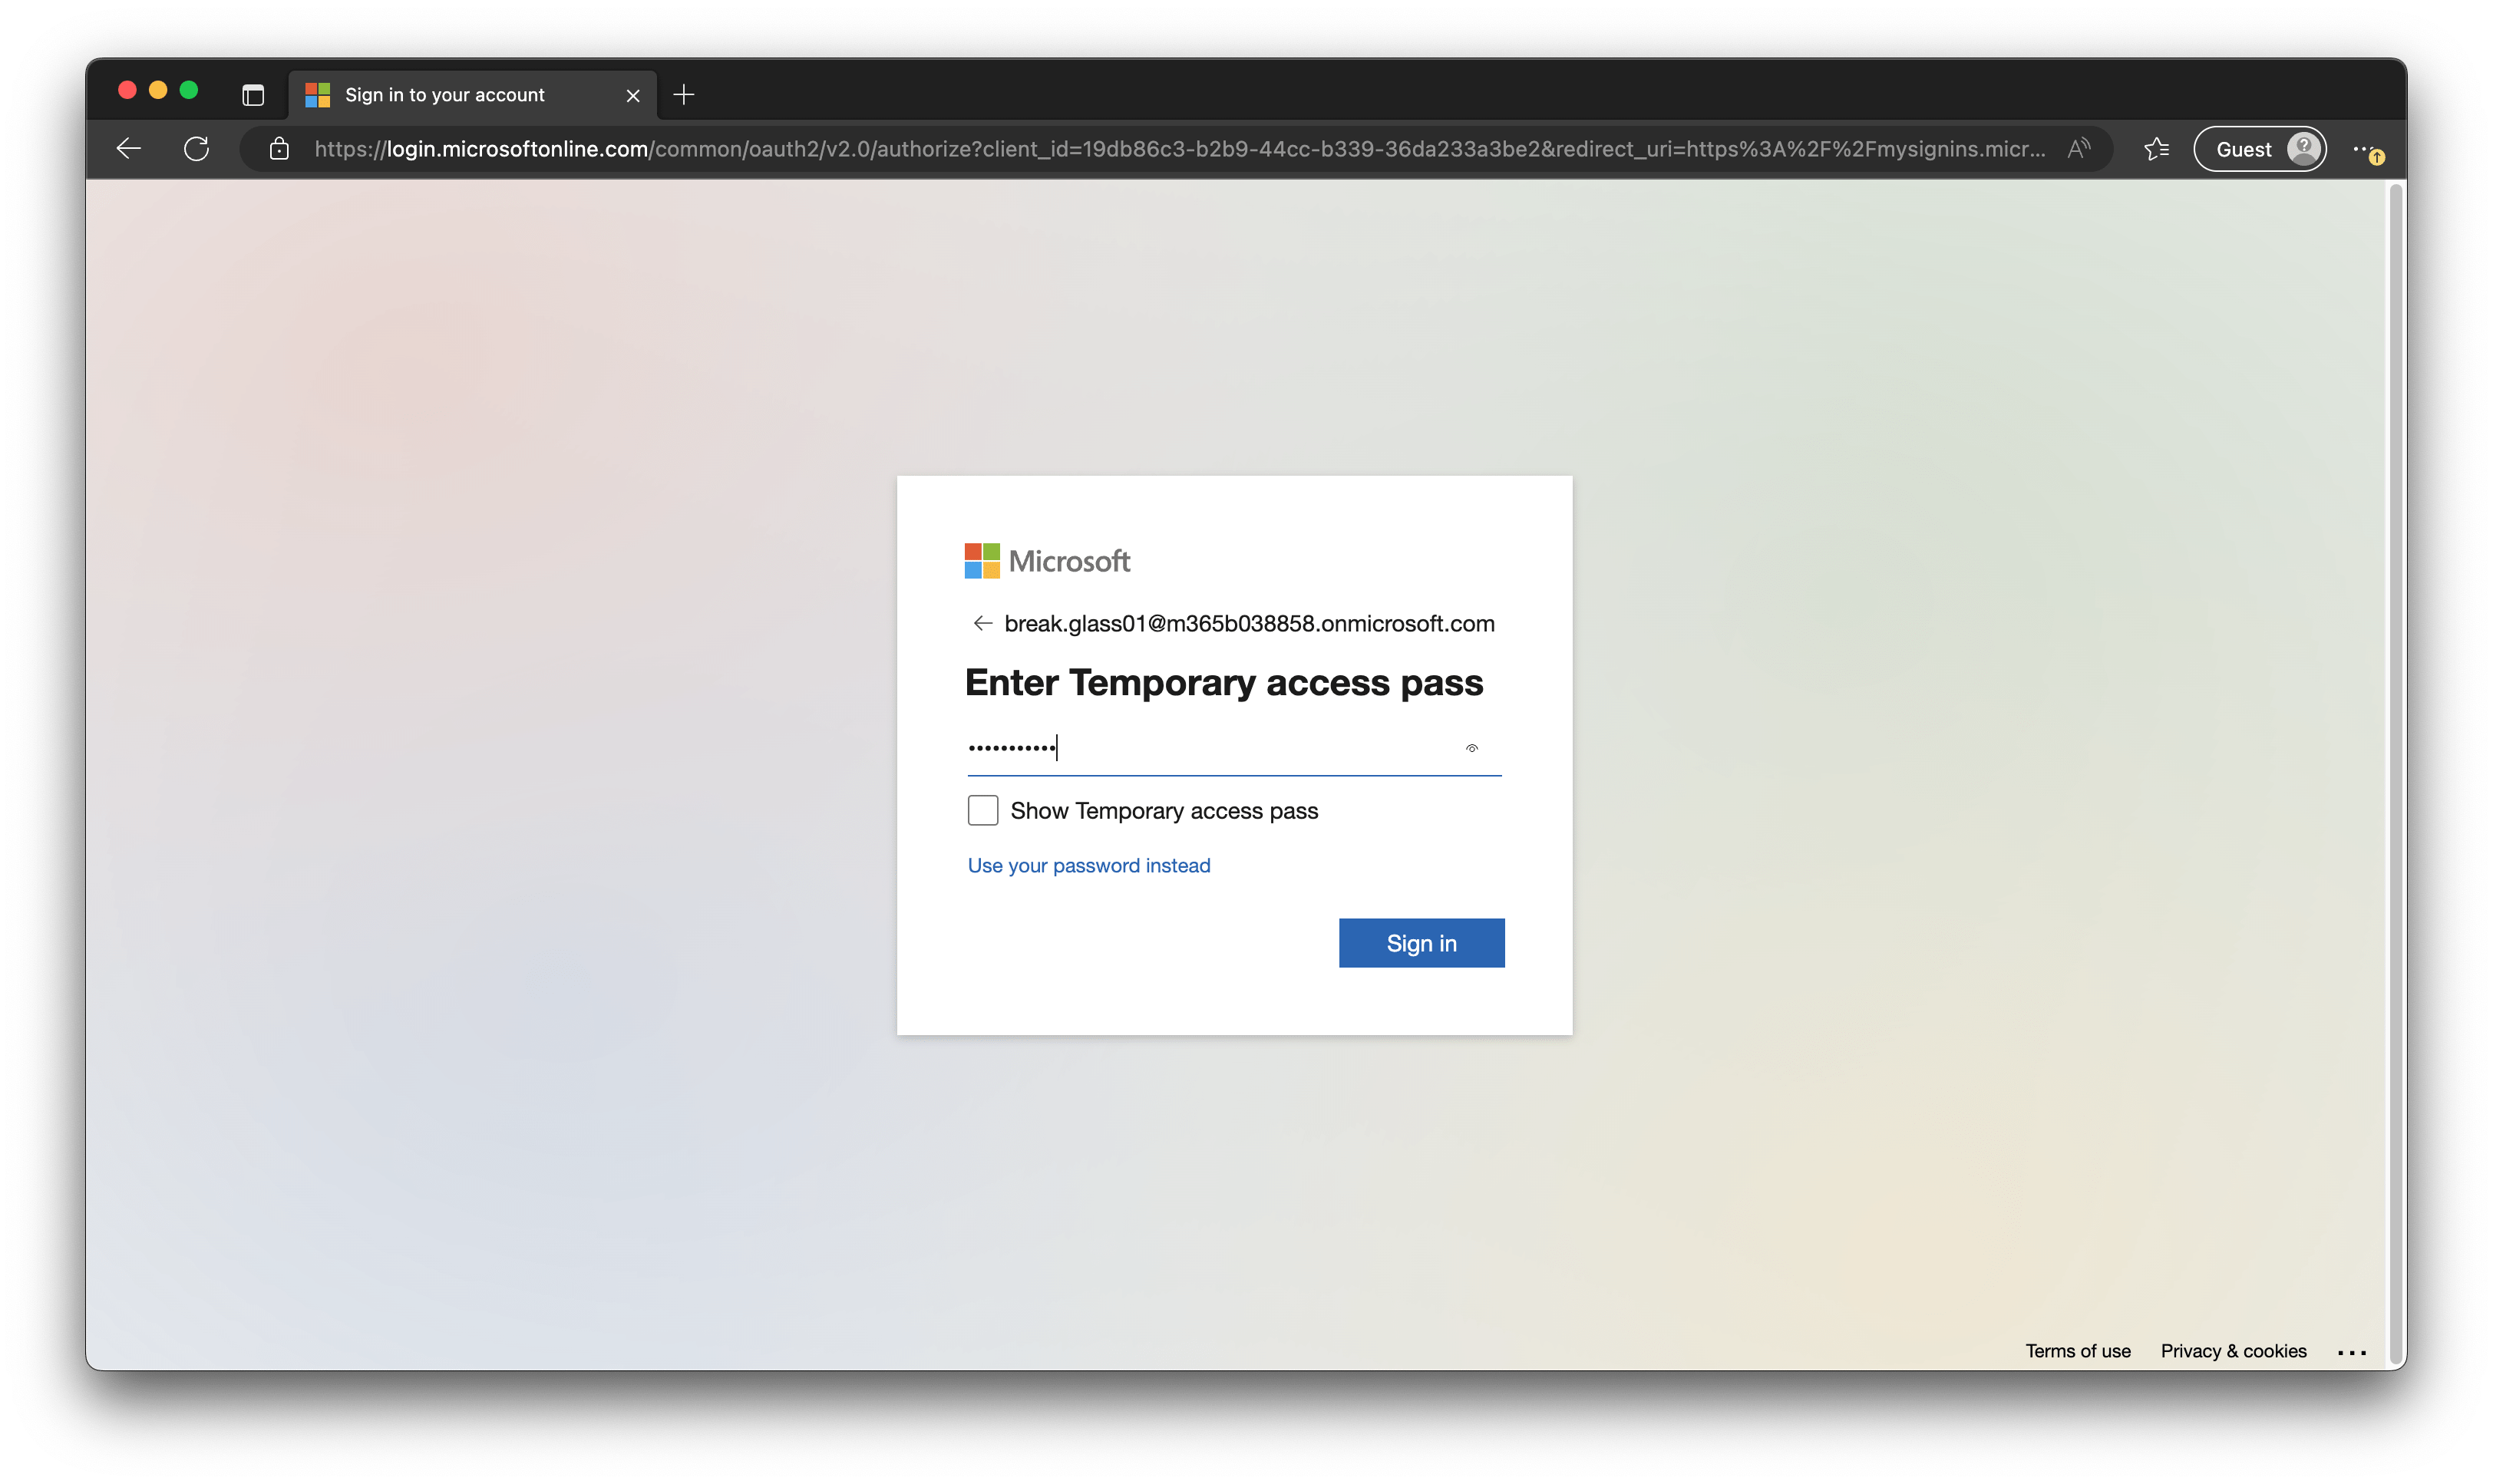 Sign in to your account
https://login.microsoftonline.com/common/oauth2/v2.0/authorize?client_id=19db86c3-b2b9-44cc-b339-36da233a3be2&redirect_uri=https%3A%2F%2Fmysignins.micr...
Guest
Microsoft
break.glass01@m365b038858.onmicrosoft.com
Enter Temporary access pass
•••••••••••
Show Temporary access pass
Use your password instead
Sign in
Terms of use Privacy & cookies ...